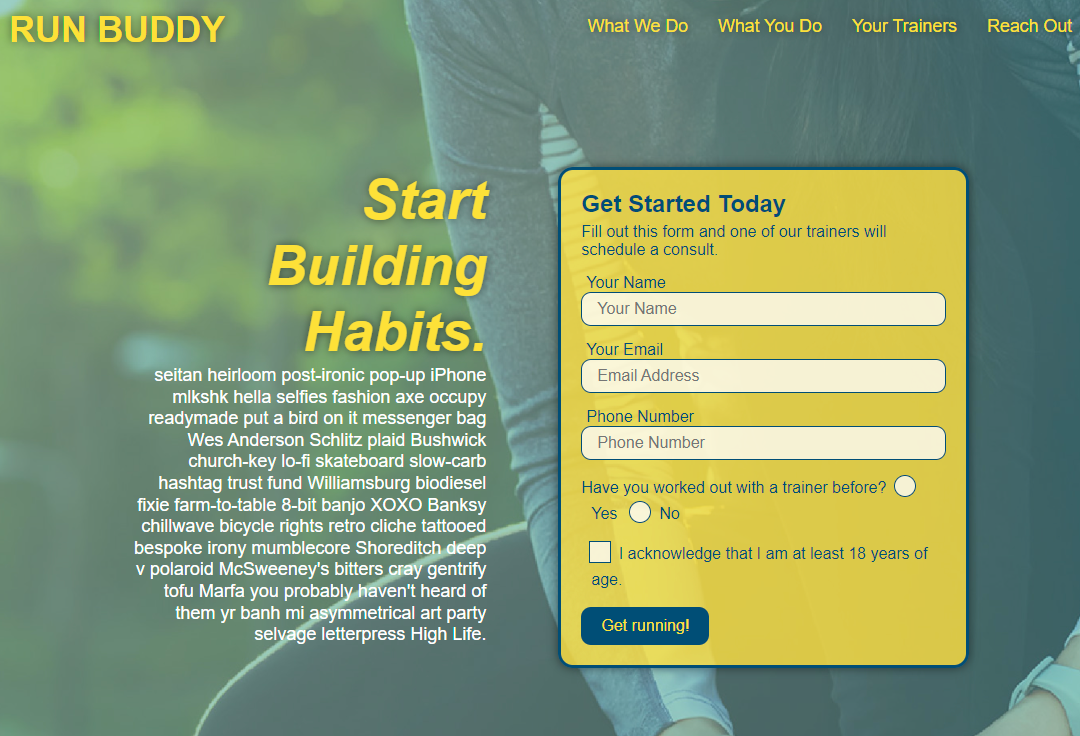 RUN BUDDY
What We Do What You Do Your Trainers Reach Out
Start
Building
Habits.
seitan heirloom post-ironic pop-up iPhone
mlkshk hella selfies fashion axe occupy
readymade put a bird on it messenger bag
Wes Anderson Schlitz plaid Bushwick
church-key lo-fi skateboard slow-carb
hashtag trust fund Williamsburg biodiesel
fixie farm-to-table 8-bit banjo XOXO Banksy
chillwave bicycle rights retro cliche tattooed
bespoke irony mumblecore Shoreditch deep
v polaroid McSweeney's bitters cray gentrify
tofu Marfa you probably haven't heard of
them yr banh mi asymmetrical art party
selvage letterpress High Life.
Get Started Today
Fill out this form and one of our trainers will
schedule a consult.
Your Name
Your Name
Your Email
Email Address
Phone Number
Phone Number
Have you worked out with a trainer before?
Yes No
I acknowledge that I am at least 18 years of
age.
Get running!